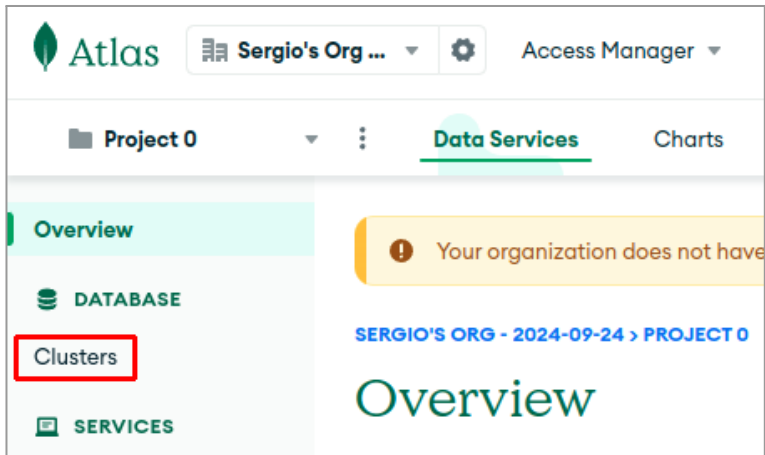 Atlas
Sergio's Org ...
Access Manager
Project 0
Data Services
Charts
Overview
DATABASE
Clusters
SERVICES
Your organization does not have
SERGIO'S ORG - 2024-09-24 > PROJECT 0
Overview